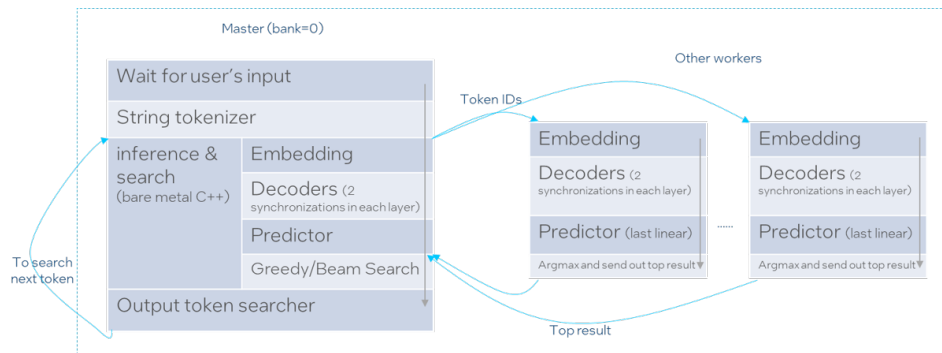 Master (bank=0)
Other workers
Wait for user's input
Token IDs
String tokenizer
inference &
search
(bare metal C++)
Embedding
Decoders (2
synchronizations in each layer)
Predictor
Greedy/Beam Search
Output token searcher
To search
next token
Embedding
Decoders (2
synchronizations in each layer)
Predictor (last linear)
Argmax and send out top result
......
Embedding
Decoders (2
synchronizations in each layer)
Predictor (last linear)
Argmax and send out top result
Top result